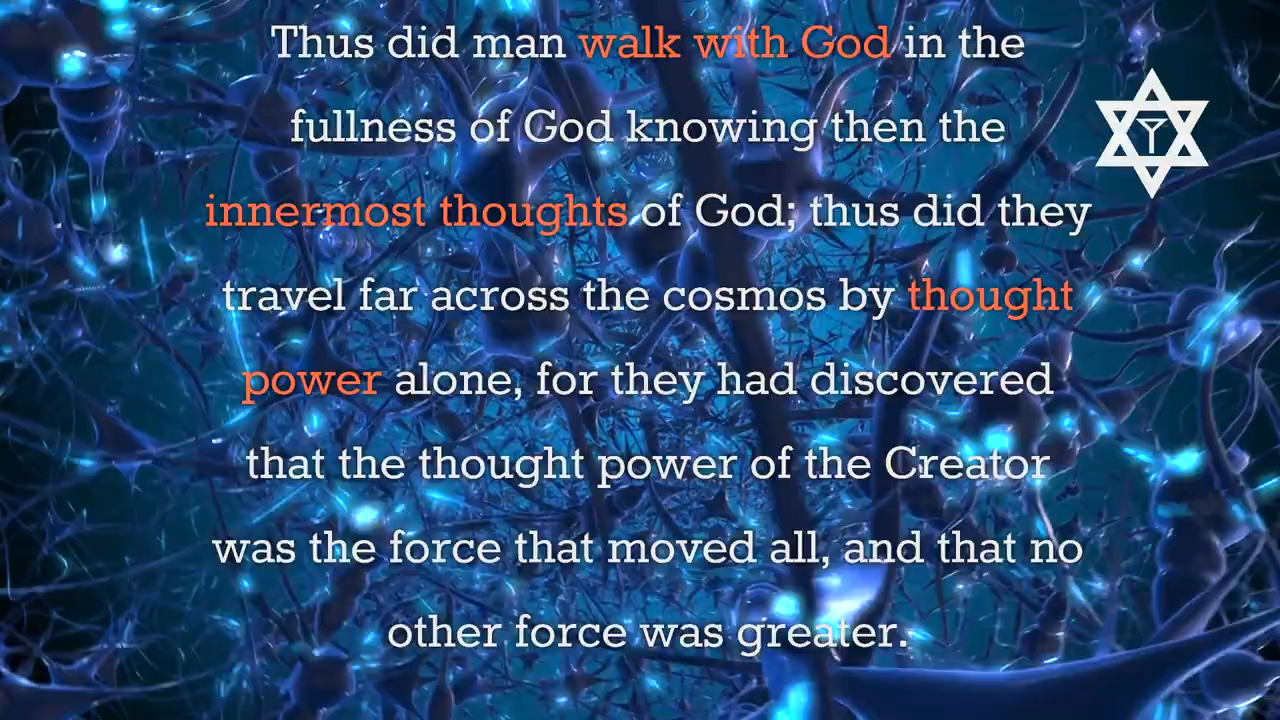 Thus did man walk with God in the
fullness of God knowing then the
innermost thoughts of God; thus did they
travel far across the cosmos by thought
power alone, for they had discovered
that the thought power of the Creator
was the force that moved all, and that no
other force was greater.